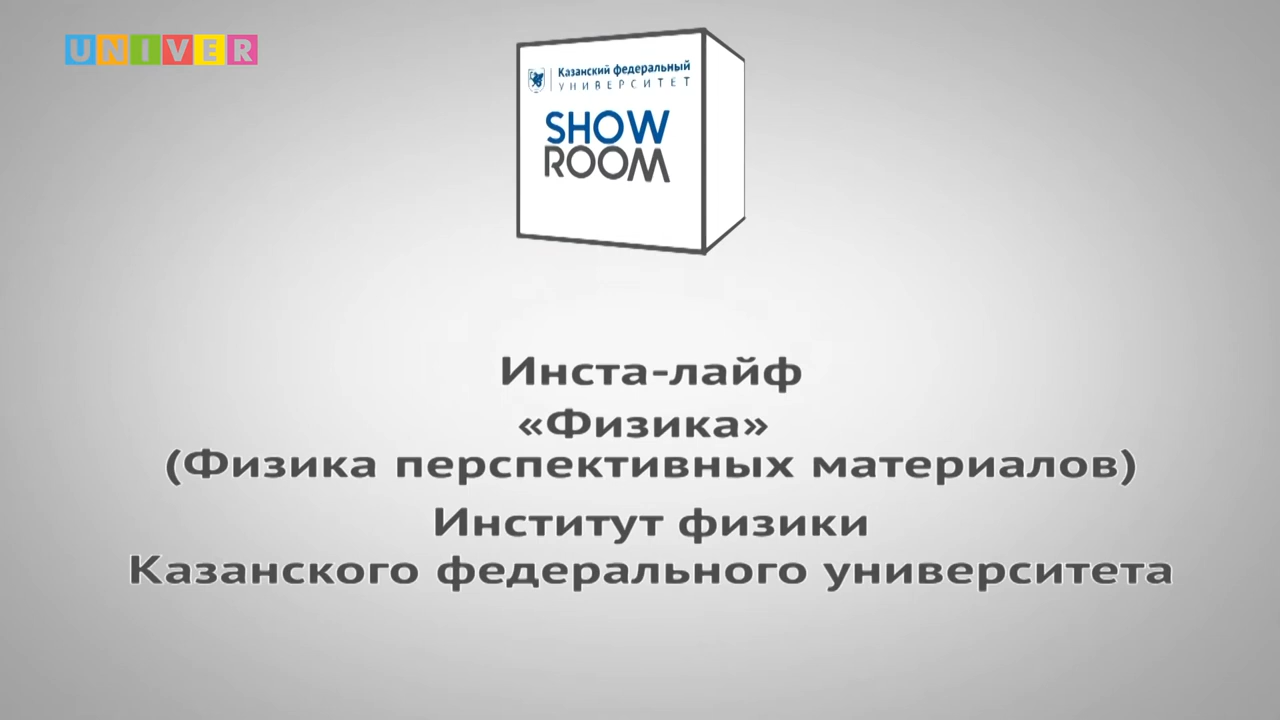 UNIVER
Казанский федеральный
УНИВЕРСИТЕТ
SHOW
ROOM
Инста-лайф
«Физика»
(Физика перспективных материалов)
Институт физики
Казанского федерального университета